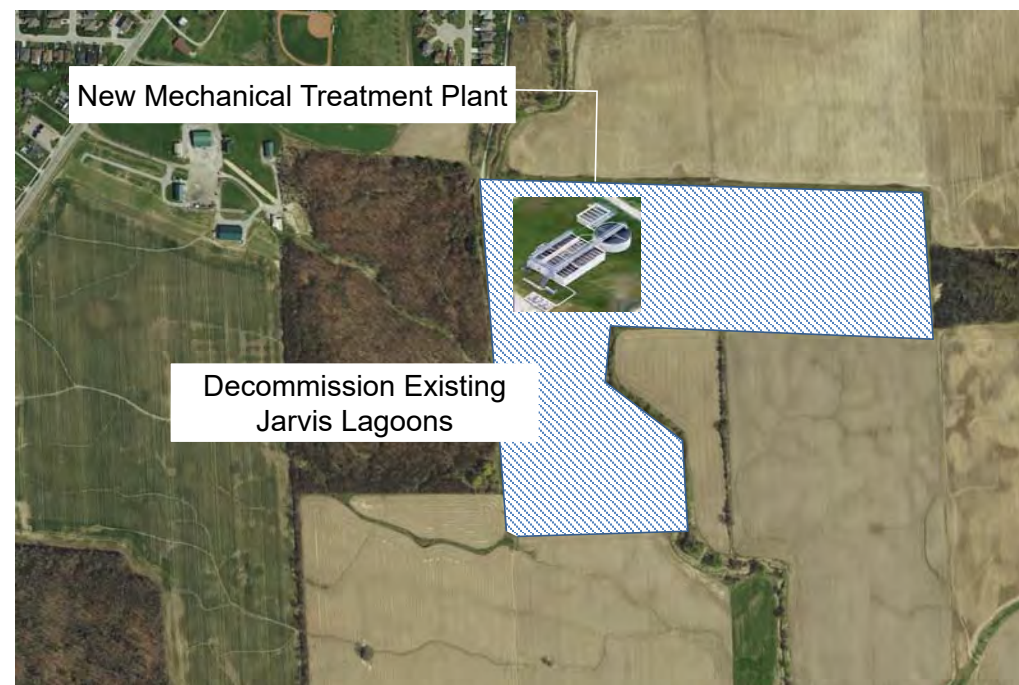 New Mechanical Treatment Plant
Decommission Existing
Jarvis Lagoons